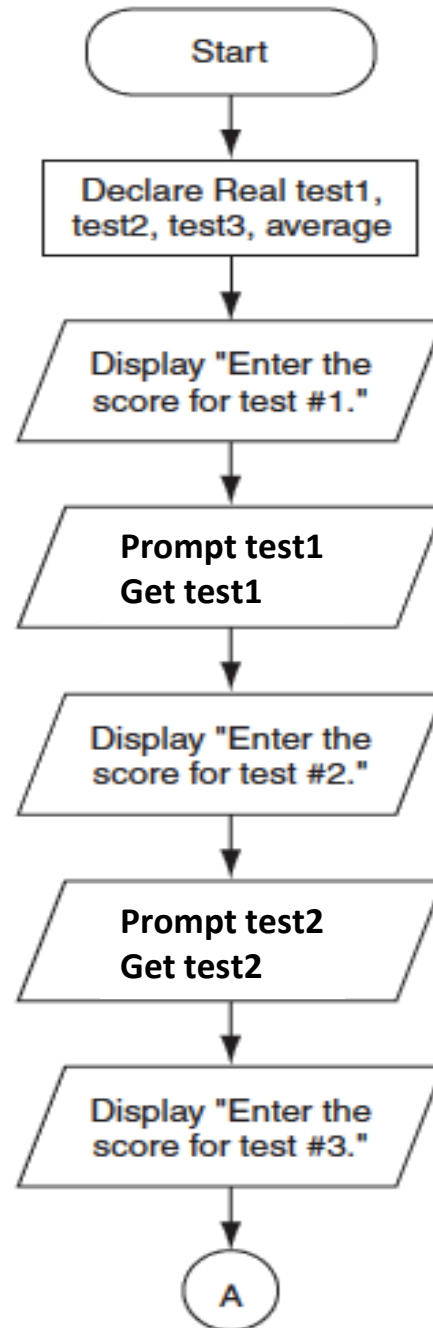 Start
Declare Real test1,
test2, test3, average
Display "Enter the
score for test #1."
Prompt test1
Get test1
Display "Enter the
score for test #2."
Prompt test2
Get test2
Display "Enter the
score for test #3."
A